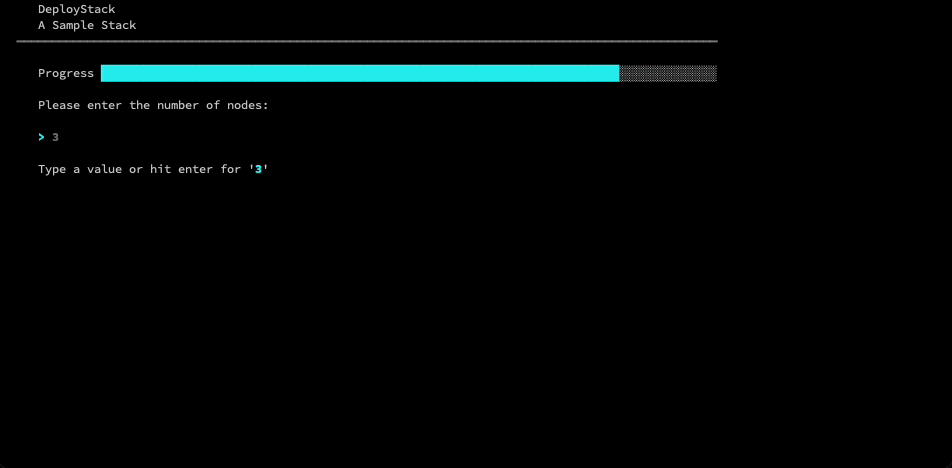 DeployStack
A Sample Stack
Progress
Please enter the number of nodes:
> 3
Type a value or hit enter for '3'